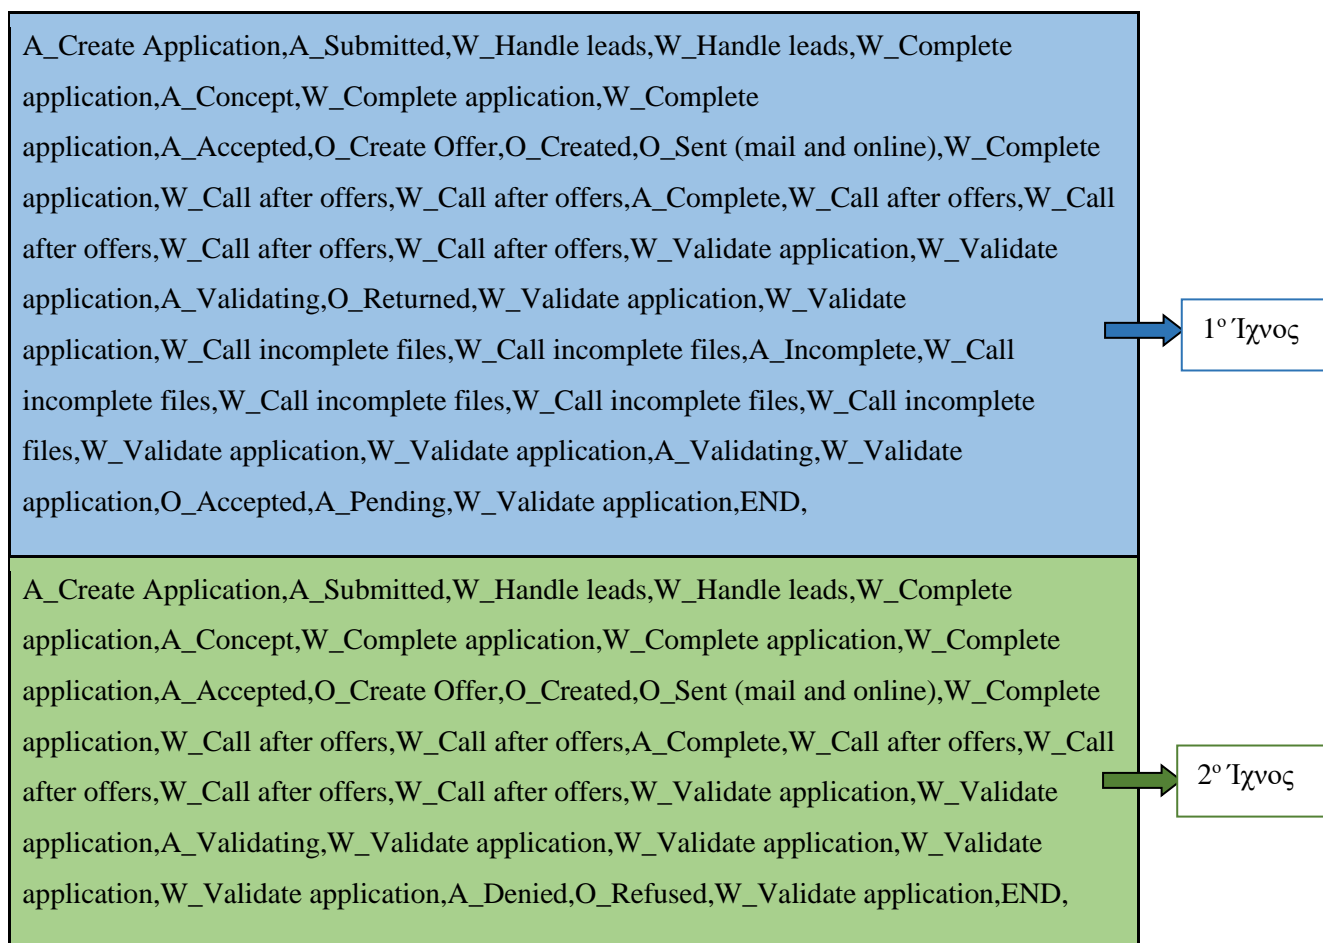 A_Create Application,A_Submitted,W_Handle leads,W_Handle leads,W_Complete
application,A_Concept,W_Complete application,W_Complete
application,A_Accepted,O_Create Offer,O_Created,O_Sent (mail and online),W_Complete
application,W_Call after offers,W_Call after offers,A_Complete,W_Call after offers,W_Call
after offers,W_Call after offers,W_Call after offers,W_Validate application,W_Validate
application,A_Validating,O_Returned,W_Validate application,W_Validate
application,W_Call incomplete files,W_Call incomplete files,A_Incomplete,W_Call
incomplete files,W_Call incomplete files,W_Call incomplete files,W_Call incomplete
files,W_Validate application,W_Validate application,A_Validating,W_Validate
application,O_Accepted,A_Pending,W_Validate application,END,
1º Ίχνος
A_Create Application,A_Submitted,W_Handle leads,W_Handle leads,W_Complete
application,A_Concept,W_Complete application,W_Complete application,W_Complete
application,A_Accepted,O_Create Offer,O_Created,O_Sent (mail and online),W_Complete
application,W_Call after offers,W_Call after offers,A_Complete,W_Call after offers,W_Call
after offers,W_Call after offers,W_Call after offers,W_Validate application,W_Validate
application,A_Validating,W_Validate application,W_Validate application,W_Validate
application,W_Validate application,A_Denied,O_Refused,W_Validate application,END,
2º Ίχνος